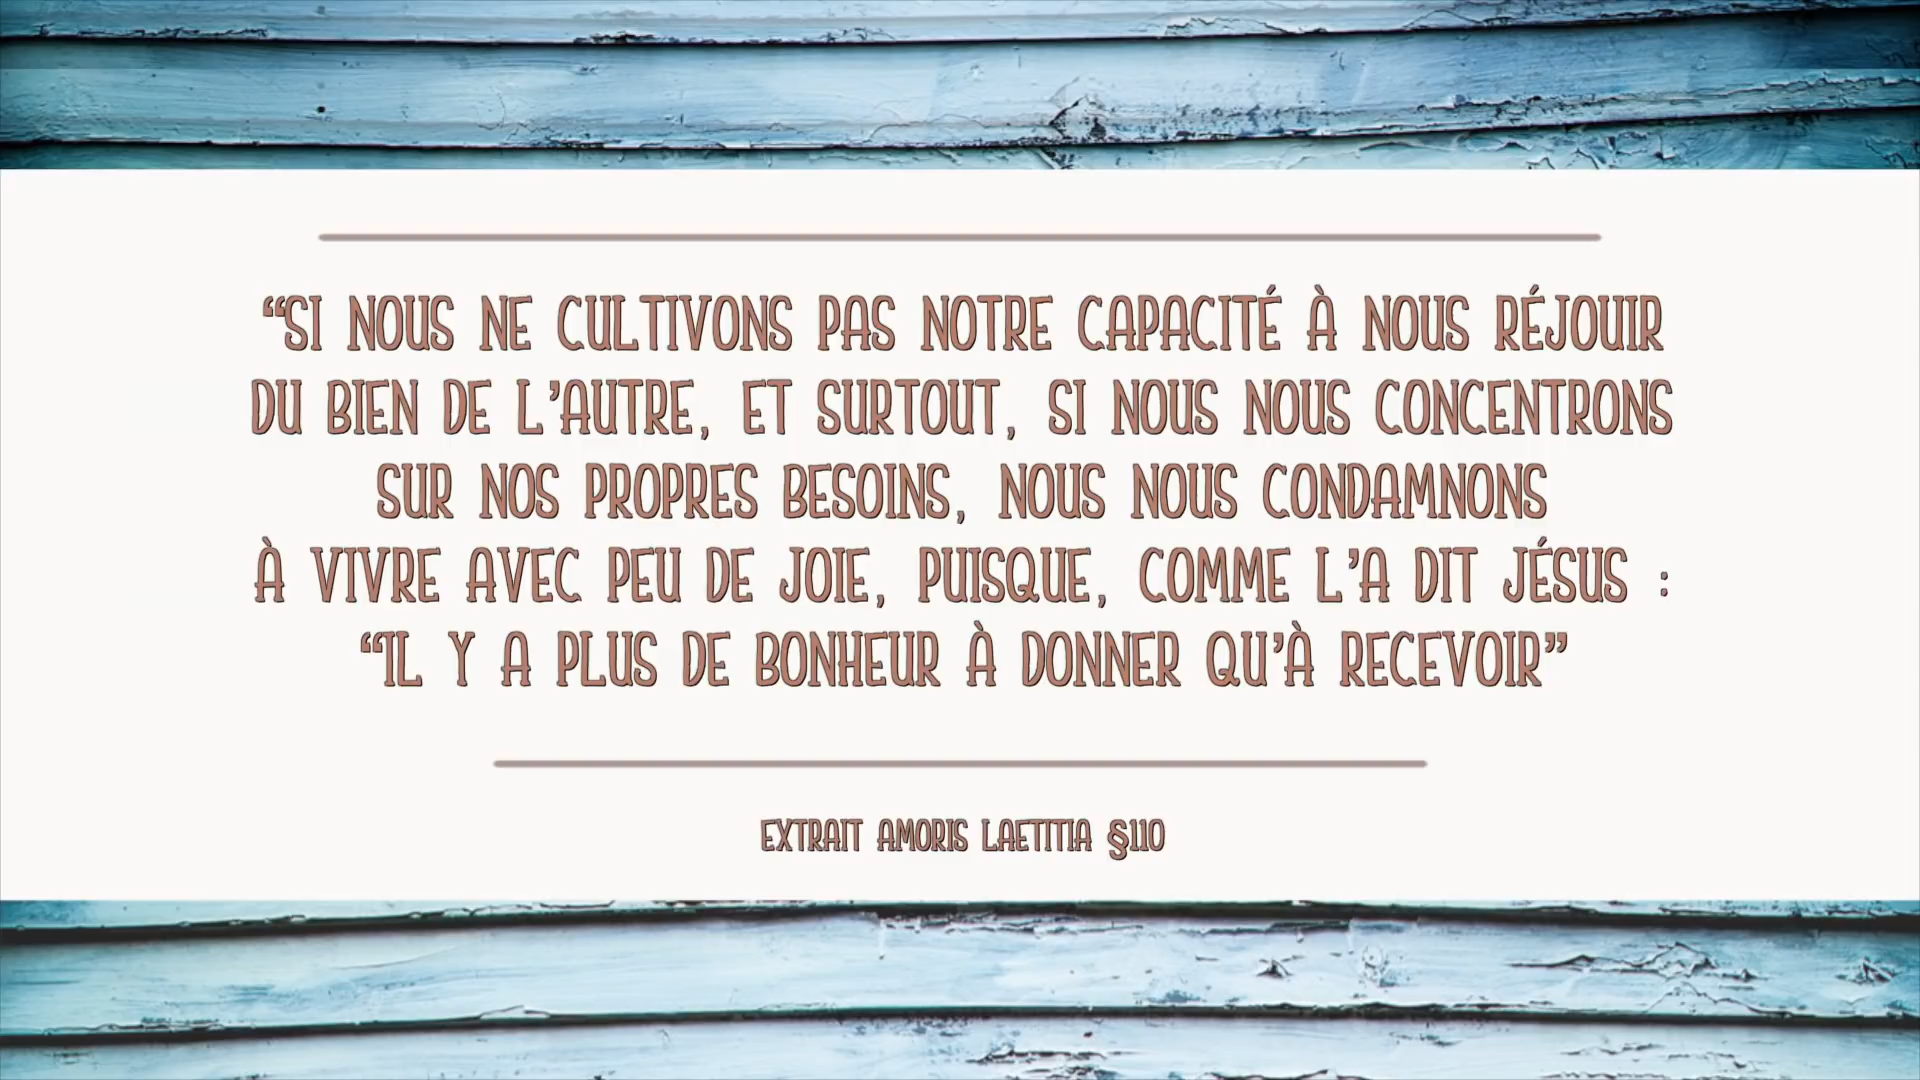 “SI NOUS NE CULTIVONS PAS NOTRE CAPACITÉ À NOUS RÉJOUIR
DU BIEN DE L’AUTRE, ET SURTOUT, SI NOUS NOUS CONCENTRONS
SUR NOS PROPRES BESOINS, NOUS NOUS CONDAMNONS
À VIVRE AVEC PEU DE JOIE, PUISQUE, COMME L’A DIT JÉSUS :
“IL Y A PLUS DE BONHEUR À DONNER QU’À RECEVOIR”
EXTRAIT AMORIS LAETITIA §110